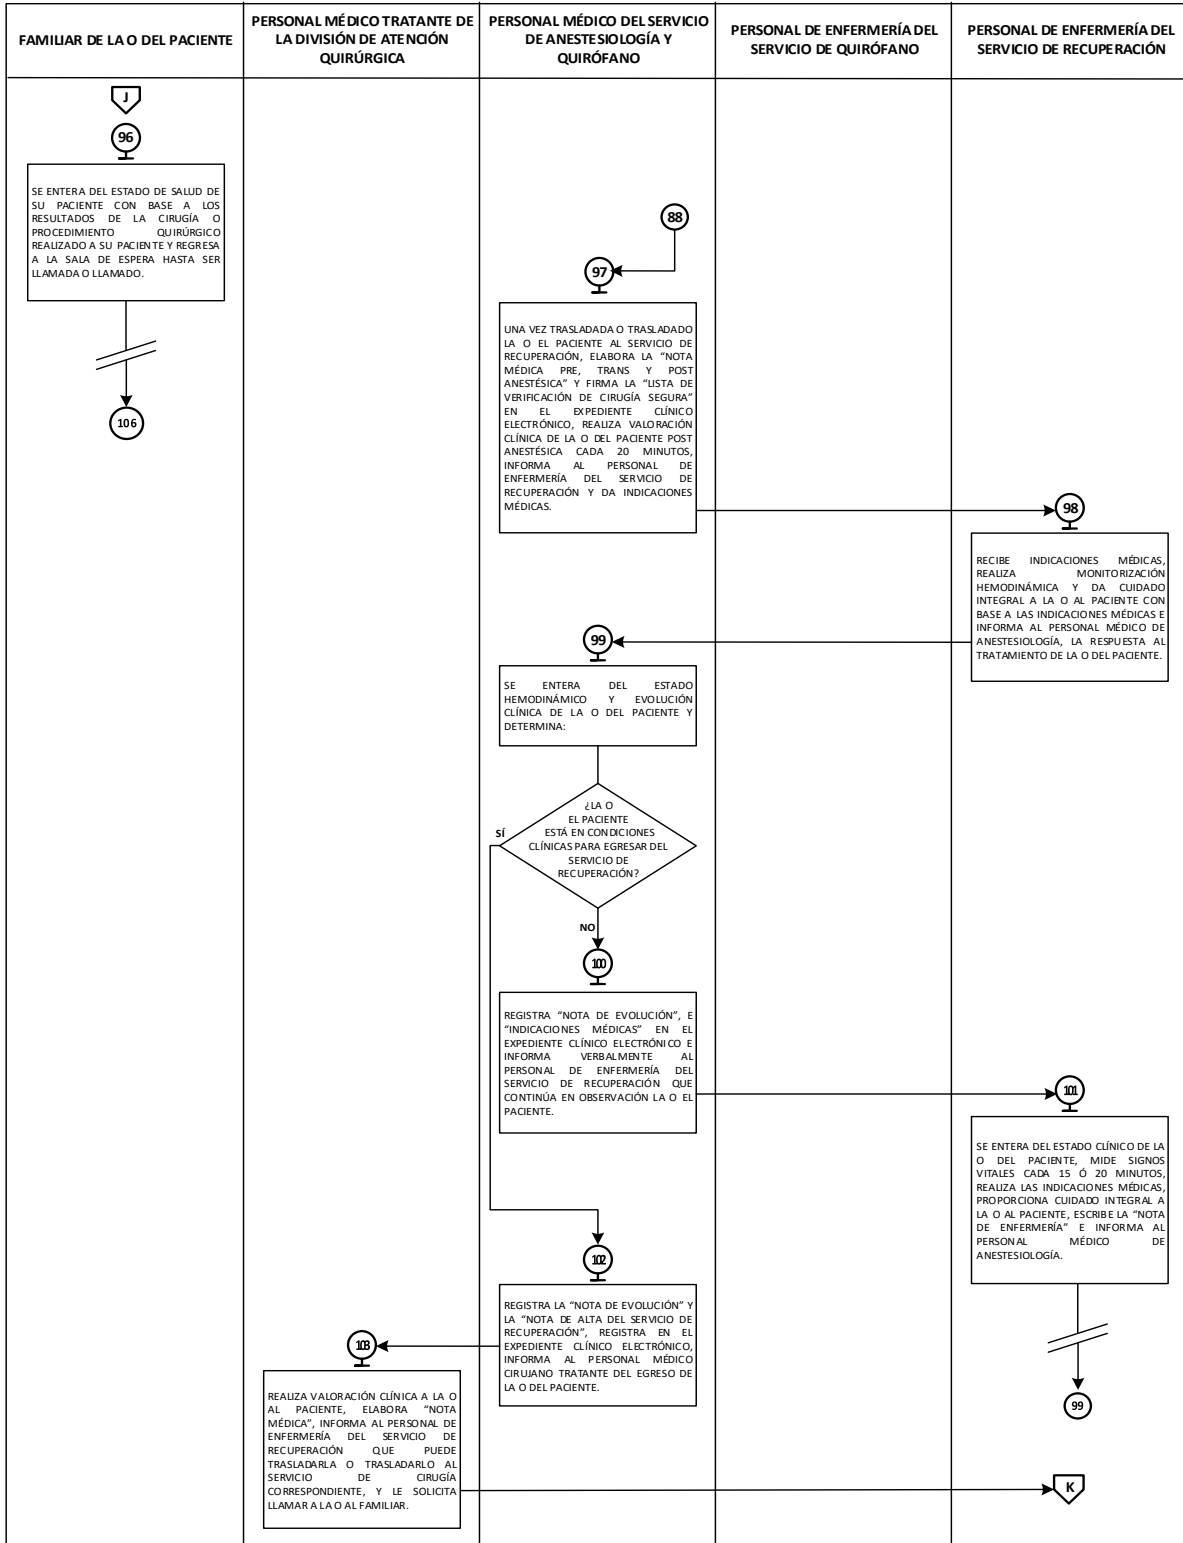 FAMILIAR DE LA O DEL PACIENTE
PERSONAL MÉDICO TRATANTE DE
LA DIVISIÓN DE ATENCIÓN
QUIRÚRGICA
PERSONAL MÉDICO DEL SERVICIO
DE ANESTESIOLOGÍA Y
QUIRÓFANO
PERSONAL DE ENFERMERÍA DEL
SERVICIO DE QUIRÓFANO
PERSONAL DE ENFERMERÍA DEL
SERVICIO DE RECUPERACIÓN
J
96
SE ENTERA DEL ESTADO DE SALUD DE
SU PACIENTE CON BASE A LOS
RESULTADOS DE LA CIRUGÍA O
PROCEDIMIENTO QUIRÚRGICO
REALIZADO A SU PACIENTE Y REGRESA
A LA SALA DE ESPERA HASTA SER
LLAMADA O LLAMADO.
106
88
97
UNA VEZ TRASLADADA O TRASLADADO
LA O EL PACIENTE AL SERVICIO DE
RECUPERACIÓN, ELABORA LA “NOTA
MÉDICA PRE, TRANS Y POST
ANESTÉSICA” Y FIRMA LA “LISTA DE
VERIFICACIÓN DE CIRUGÍA SEGURA”
EN EL EXPEDIENTE CLÍNICO
ELECTRÓNICO, REALIZA VALORACIÓN
CLÍNICA DE LA O DEL PACIENTE POST
ANESTÉSICA CADA 20 MINUTOS,
INFORMA AL PERSONAL DE
ENFERMERÍA DEL SERVICIO DE
RECUPERACIÓN Y DA INDICACIONES
MÉDICAS.
98
RECIBE INDICACIONES MÉDICAS,
REALIZA MONITORIZACIÓN
HEMODINÁMICA Y DA CUIDADO
INTEGRAL A LA O AL PACIENTE CON
BASE A LAS INDICACIONES MÉDICAS E
INFORMA AL PERSONAL MÉDICO DE
ANESTESIOLOGÍA, LA RESPUESTA AL
TRATAMIENTO DE LA O DEL PACIENTE.
99
SE ENTERA DEL ESTADO
HEMODINÁMICO Y EVOLUCIÓN
CLÍNICA DE LA O DEL PACIENTE Y
DETERMINA:
¿LA O
EL PACIENTE
ESTÁ EN CONDICIONES
CLÍNICAS PARA EGRESAR DEL
SERVICIO DE
RECUPERACIÓN?
SÍ
NO
100
REGISTRA “NOTA DE EVOLUCIÓN”, E
“INDICACIONES MÉDICAS” EN EL
EXPEDIENTE CLÍNICO ELECTRÓNICO E
INFORMA VERBALMENTE AL
PERSONAL DE ENFERMERÍA DEL
SERVICIO DE RECUPERACIÓN QUE
CONTINÚA EN OBSERVACIÓN LA O EL
PACIENTE.
101
SE ENTERA DEL ESTADO CLÍNICO DE LA
O DEL PACIENTE, MIDE SIGNOS
VITALES CADA 15 Ó 20 MINUTOS,
REALIZA LAS INDICACIONES MÉDICAS,
PROPORCIONA CUIDADO INTEGRAL A
LA O AL PACIENTE, ESCRIBE LA “NOTA
DE ENFERMERÍA” E INFORMA AL
PERSONAL MÉDICO DE
ANESTESIOLOGÍA.
99
102
REGISTRA LA “NOTA DE EVOLUCIÓN” Y
LA “NOTA DE ALTA DEL SERVICIO DE
RECUPERACIÓN”, REGISTRA EN EL
EXPEDIENTE CLÍNICO ELECTRÓNICO,
INFORMA AL PERSONAL MÉDICO
CIRUJANO TRATANTE DEL EGRESO DE
LA O DEL PACIENTE.
103
REALIZA VALORACIÓN CLÍNICA A LA O
AL PACIENTE, ELABORA “NOTA
MÉDICA”, INFORMA AL PERSONAL DE
ENFERMERÍA DEL SERVICIO DE
RECUPERACIÓN QUE PUEDE
TRASLADARLA O TRASLADARLO AL
SERVICIO DE CIRUGÍA
CORRESPONDIENTE, Y LE SOLICITA
LLAMAR A LA O AL FAMILIAR.
K